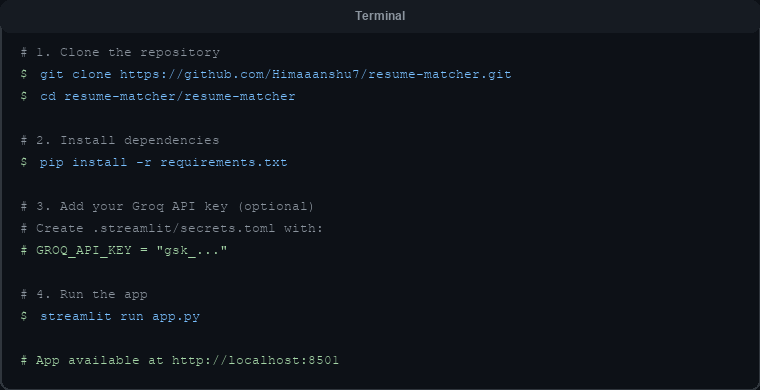 Terminal
# 1. Clone the repository
$ git clone https://github.com/Himaaanshu7/resume-matcher.git
$ cd resume-matcher/resume-matcher
# 2. Install dependencies
$ pip install -r requirements.txt
# 3. Add your Groq API key (optional)
# Create .streamlit/secrets.toml with:
# GROQ_API_KEY = "gsk_..."
# 4. Run the app
$ streamlit run app.py
# App available at http://localhost:8501